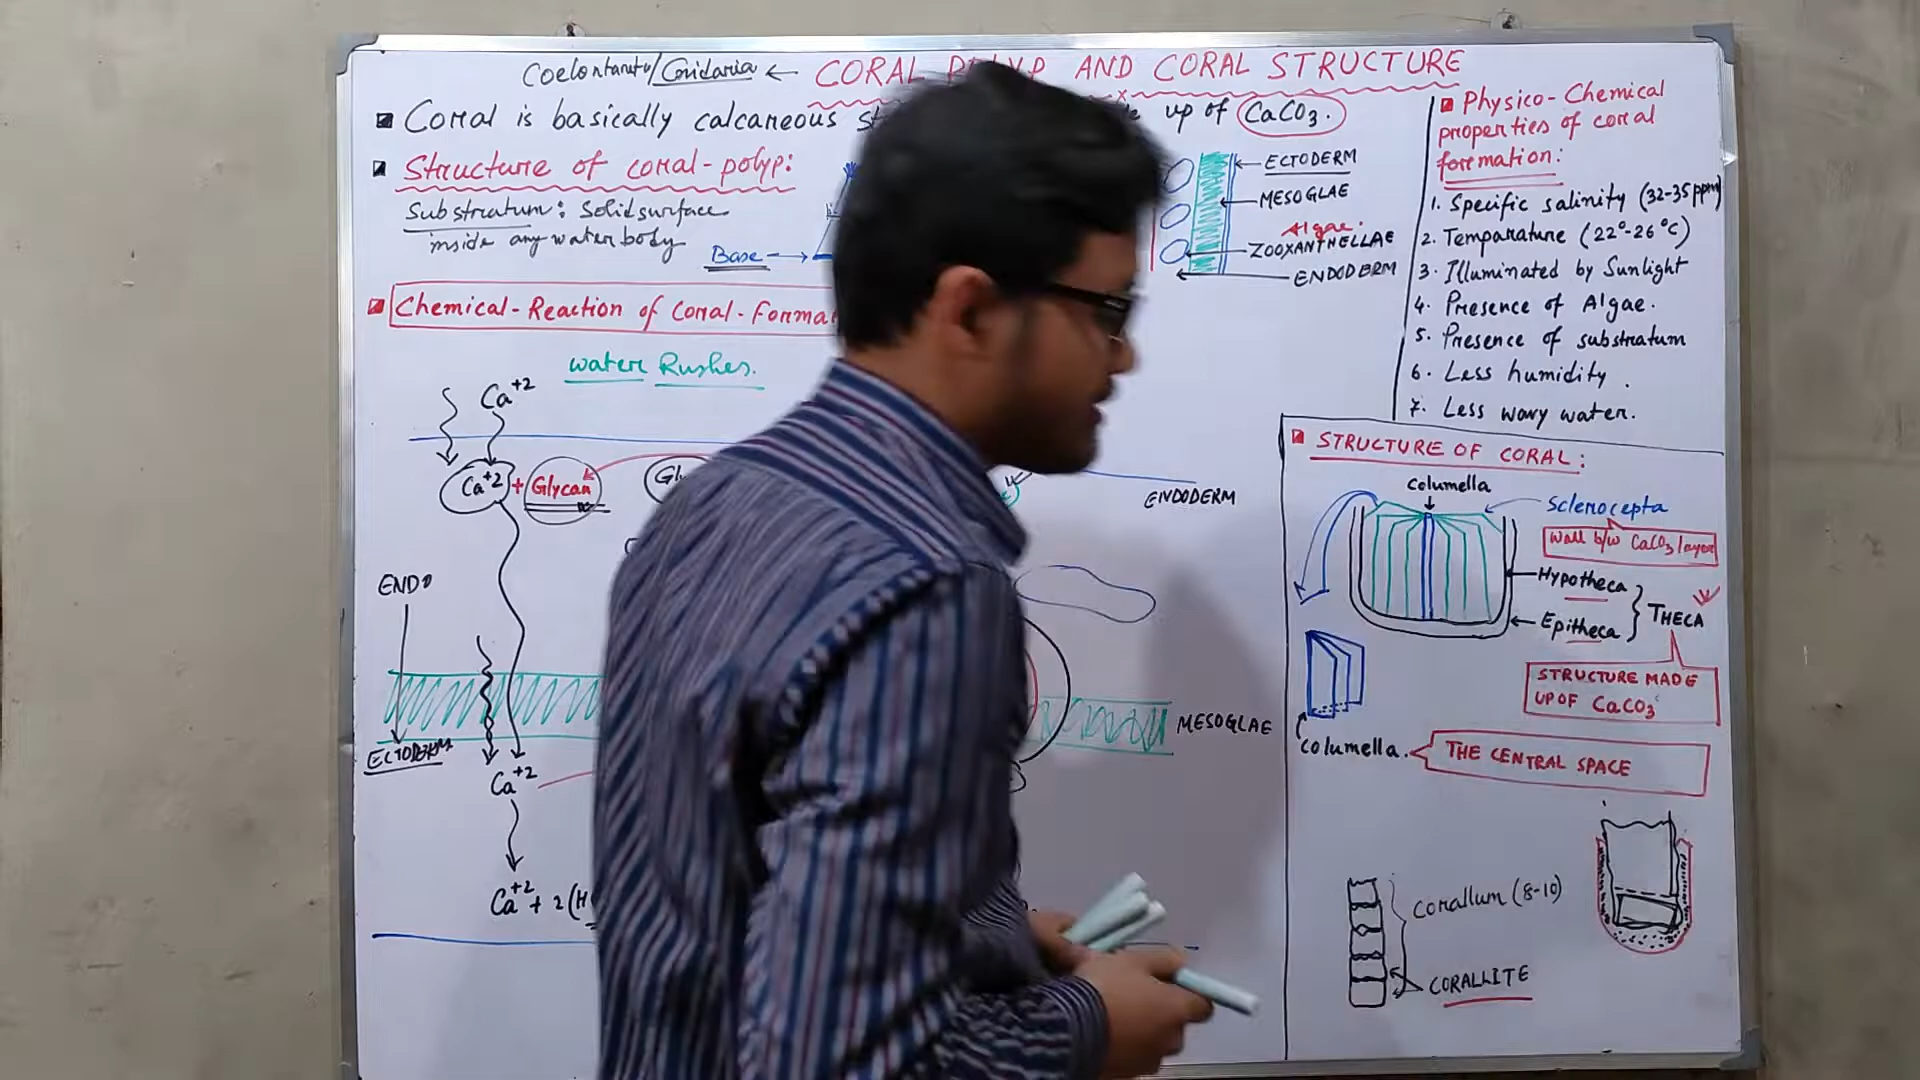 Coelontarata/Cnidaria ← CORAL POLYP AND CORAL STRUCTURE
Coral is basically calcareous up of CaCO3.
Structure of coral-polyp:
Substratum: Solid surface
inside any water body
Base
ECTODERM
MESOGLAE
Algae.
ZOOXANTHELLAE
ENDODERM
Chemical-Reaction of Coral-Forma
water Rushes.
Ca+2
Ca+2 + Glycan
Gly
ENDODERM
ENDO
ECTODERM
MESOGLAE
Ca+2
Ca+2 + 2(H
Physico-Chemical
properties of coral
formation:
1. Specific salinity (32-35ppm)
2. Temparature (22°-26°C)
3. Illuminated by Sunlight
4. Presence of Algae.
5. Presence of substratum
6. Less humidity.
7. Less wavy water.
STRUCTURE OF CORAL:
Columella
Sclerocepta
Wall b/w CaCO3 layer
Hypotheca
Epitheca
THECA
STRUCTURE MADE
UP OF CaCO3
Columella.
THE CENTRAL SPACE
Corallum (8-10)
CORALLITE